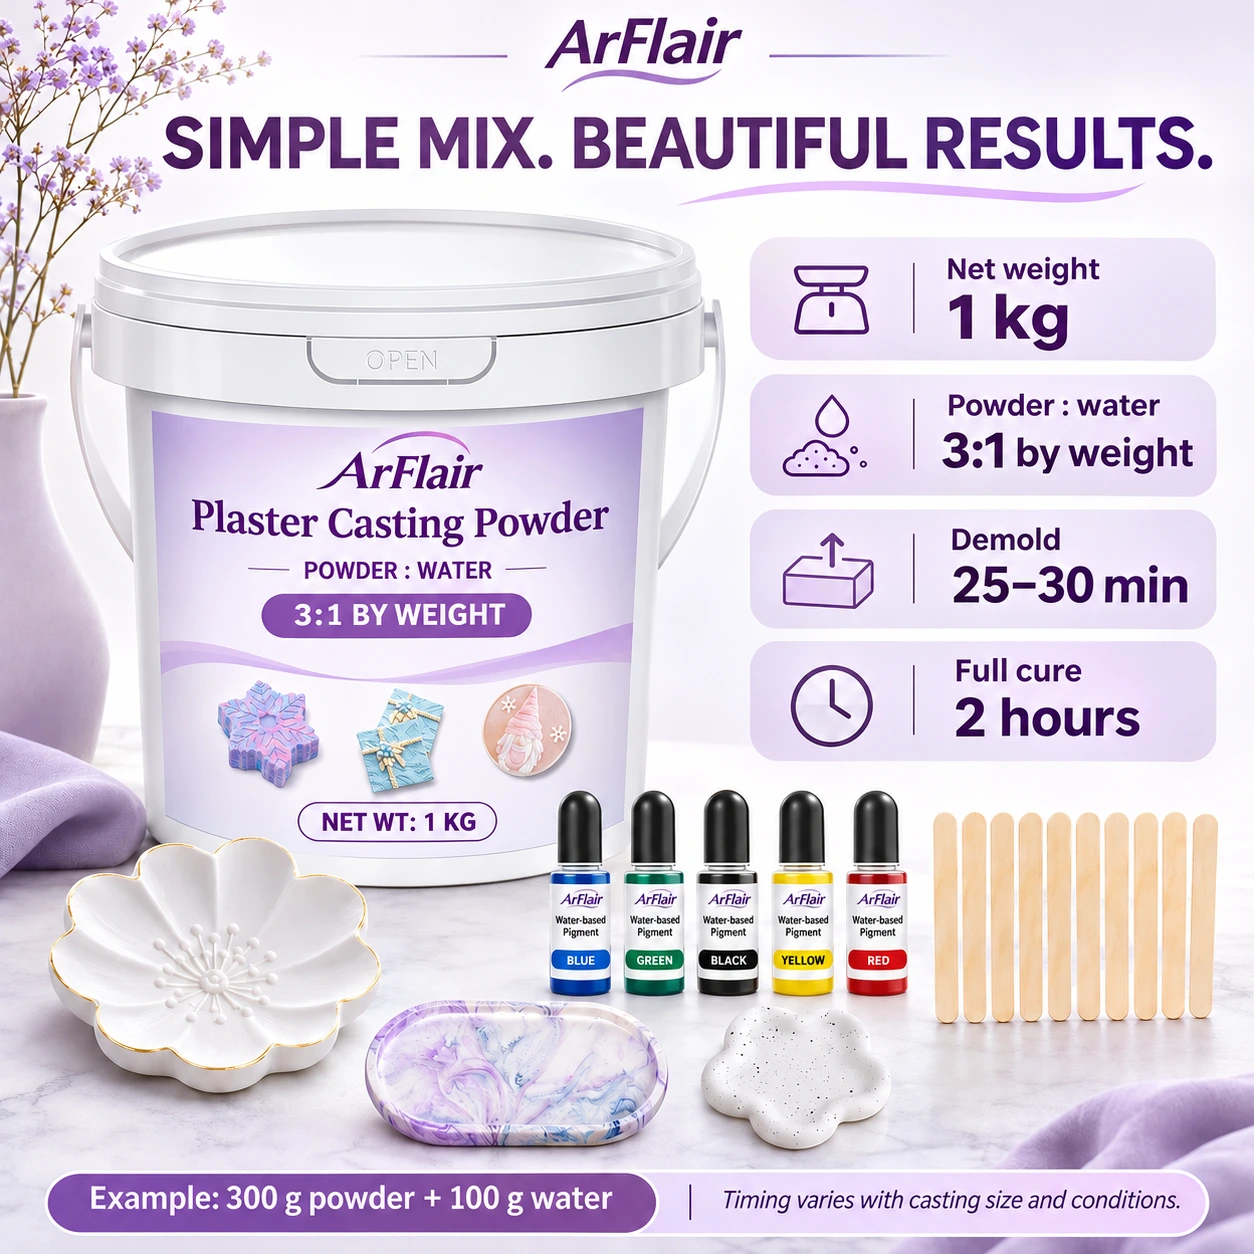 ArFlair
SIMPLE MIX. BEAUTIFUL RESULTS.
OPEN
ArFlair
Plaster Casting Powder
POWDER : WATER
3:1 BY WEIGHT
NET WT: 1 KG
Net weight
1 kg
Powder : water
3:1 by weight
Demold
25–30 min
Full cure
2 hours
ArFlair
Water-based
Pigment
BLUE
ArFlair
Water-based
Pigment
GREEN
ArFlair
Water-based
Pigment
BLACK
ArFlair
Water-based
Pigment
YELLOW
ArFlair
Water-based
Pigment
RED
Example: 300 g powder + 100 g water
Timing varies with casting size and conditions.